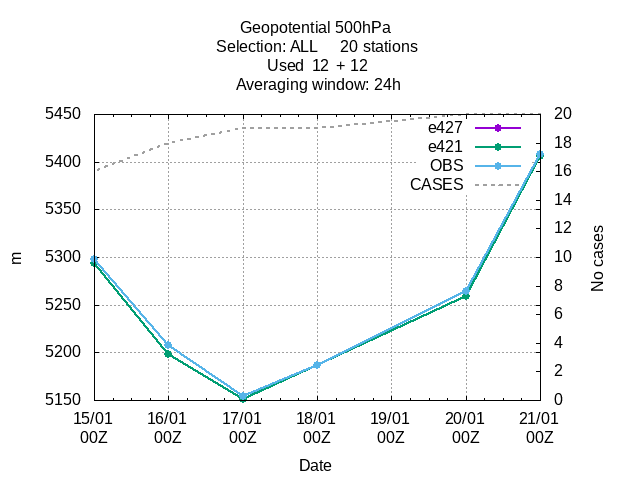 Geopotential 500hPa
Selection: ALL     20 stations
Used  12  + 12
Averaging window: 24h
5450
5400
5350
5300
5250
5200
5150
m
20
18
16
14
12
10
8
6
4
2
0
No cases
e427
e421
OBS
CASES
15/01 16/01 17/01 18/01 19/01 20/01 21/01
00Z 00Z 00Z 00Z 00Z 00Z 00Z
Date